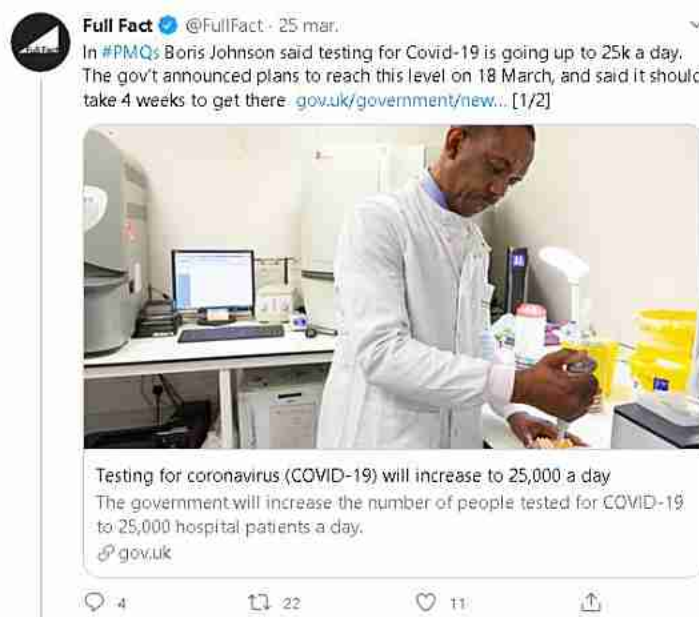 Full Fact @FullFact · 25 mar.
In #PMQs Boris Johnson said testing for Covid-19 is going up to 25k a day.
The gov't announced plans to reach this level on 18 March, and said it should
take 4 weeks to get there gov.uk/government/new... [1/2]
Testing for coronavirus (COVID-19) will increase to 25,000 a day
The government will increase the number of people tested for COVID-19
to 25,000 hospital patients a day.
gov.uk
4 22 11